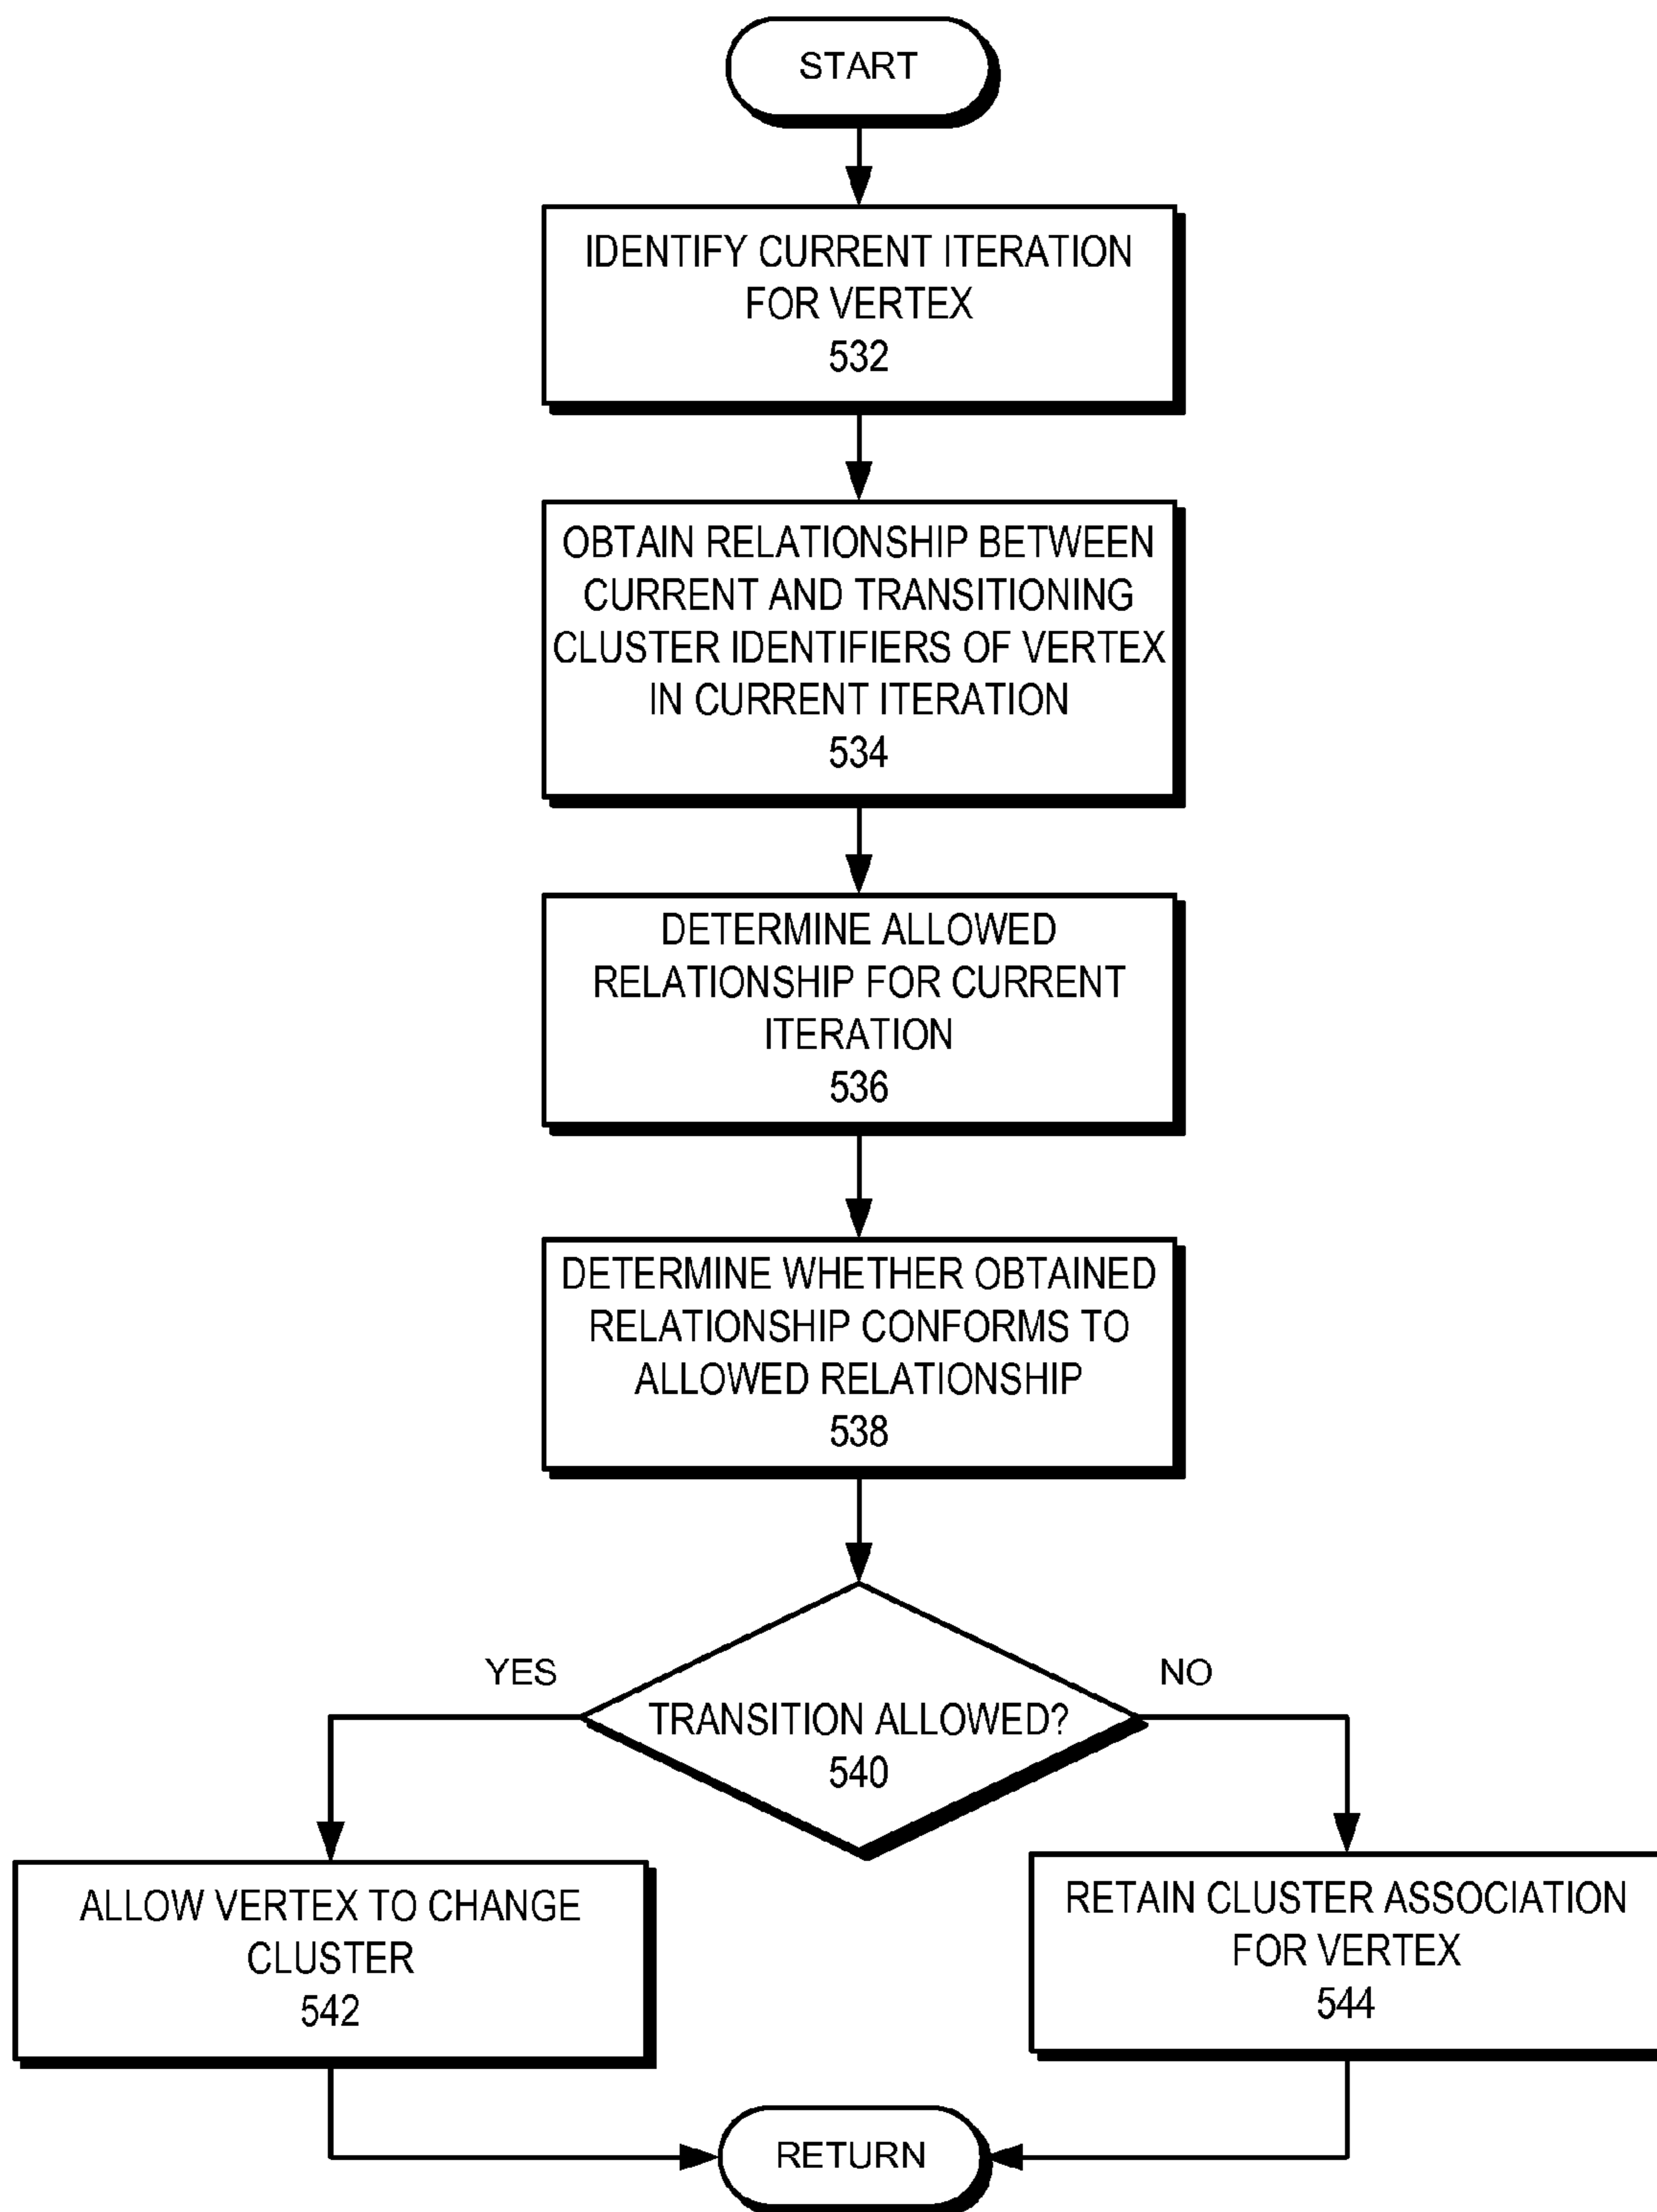 START
IDENTIFY CURRENT ITERATION
FOR VERTEX
532
OBTAIN RELATIONSHIP BETWEEN
CURRENT AND TRANSITIONING
CLUSTER IDENTIFIERS OF VERTEX
IN CURRENT ITERATION
534
DETERMINE ALLOWED
RELATIONSHIP FOR CURRENT
ITERATION
536
DETERMINE WHETHER OBTAINED
RELATIONSHIP CONFORMS TO
ALLOWED RELATIONSHIP
538
YES
NO
TRANSITION ALLOWED?
540
ALLOW VERTEX TO CHANGE
CLUSTER
542
RETAIN CLUSTER ASSOCIATION
FOR VERTEX
544
RETURN